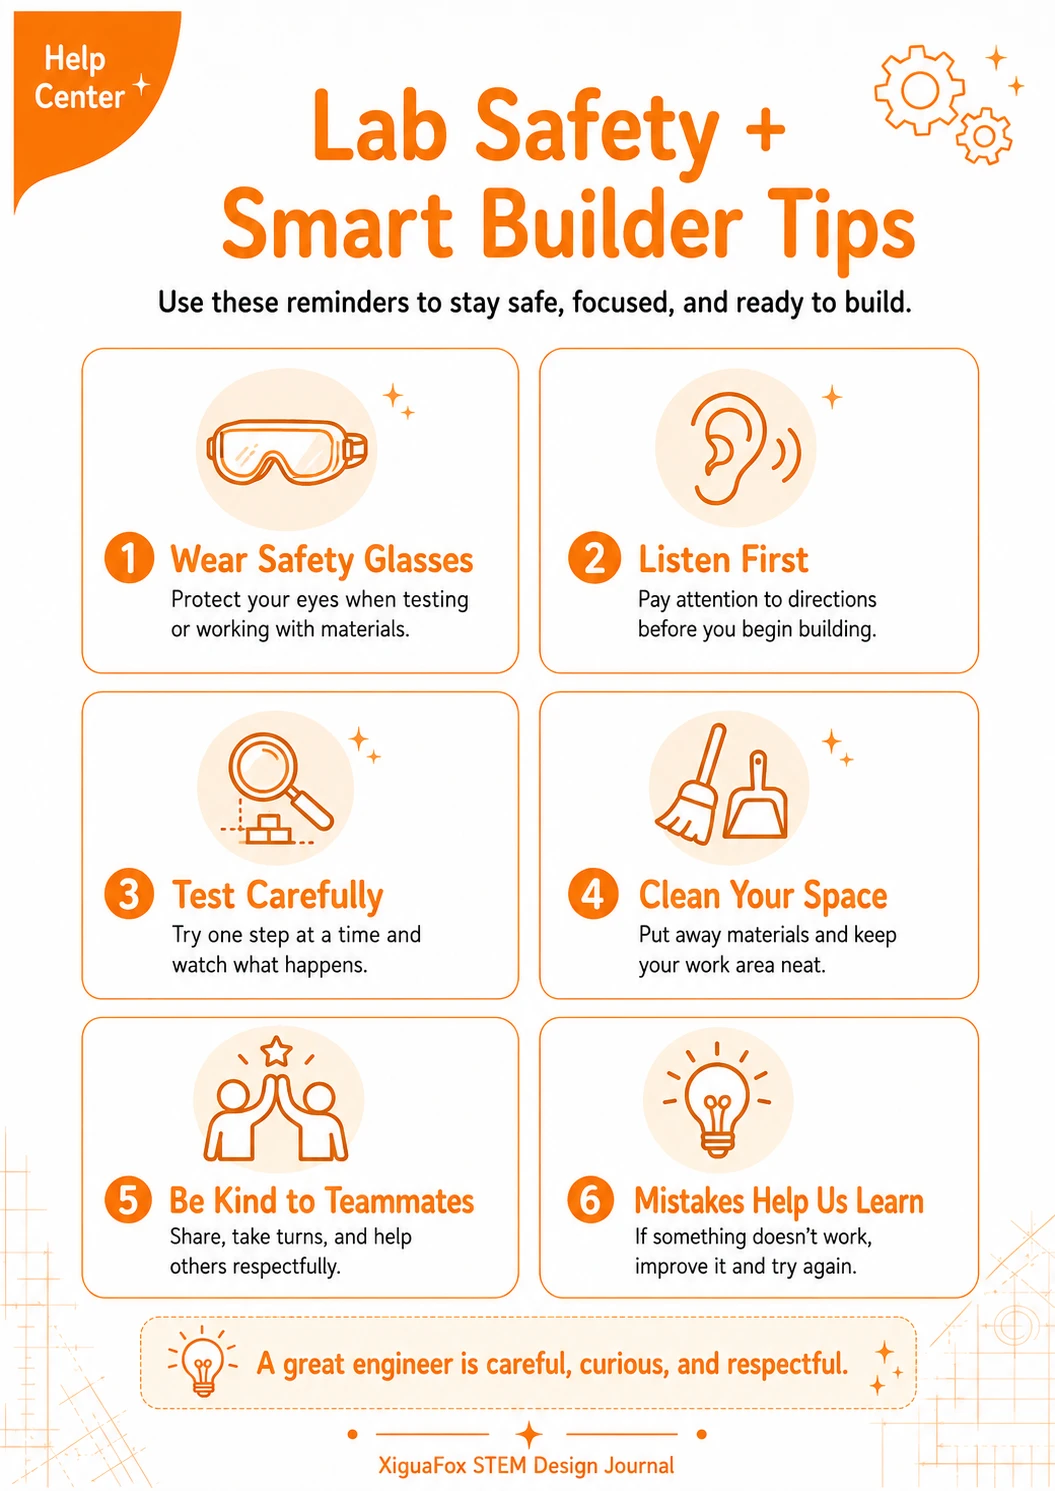 Help
Center
Lab Safety +
Smart Builder Tips
Use these reminders to stay safe, focused, and ready to build.
1 Wear Safety Glasses
Protect your eyes when testing
or working with materials.
2 Listen First
Pay attention to directions
before you begin building.
3 Test Carefully
Try one step at a time and
watch what happens.
4 Clean Your Space
Put away materials and keep
your work area neat.
5 Be Kind to Teammates
Share, take turns, and help
others respectfully.
6 Mistakes Help Us Learn
If something doesn't work,
improve it and try again.
A great engineer is careful, curious, and respectful.
XiguaFox STEM Design Journal